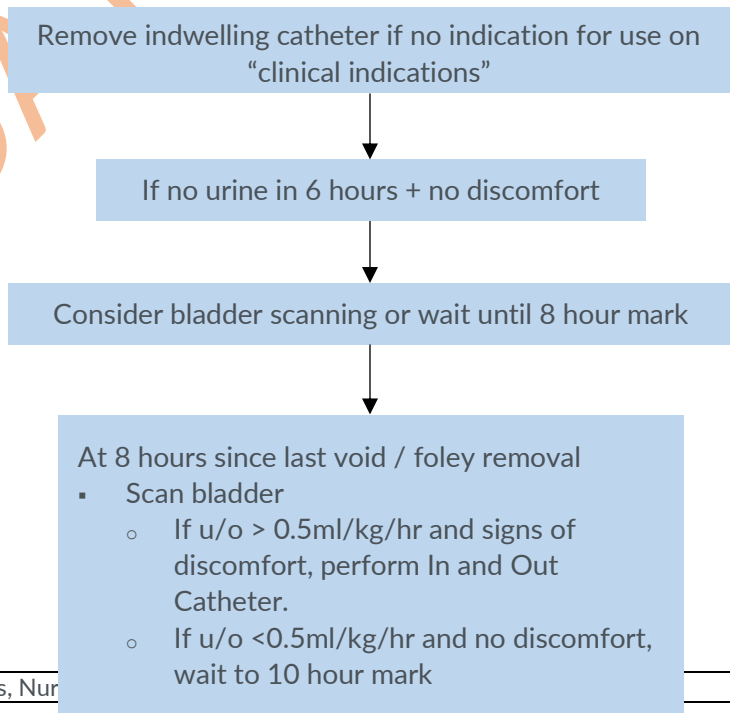 Remove indwelling catheter if no indication for use on
“clinical indications”
If no urine in 6 hours + no discomfort
Consider bladder scanning or wait until 8 hour mark
At 8 hours since last void / foley removal
▪ Scan bladder
o If u/o > 0.5ml/kg/hr and signs of
discomfort, perform In and Out
Catheter.
o If u/o <0.5ml/kg/hr and no discomfort,
wait to 10 hour mark